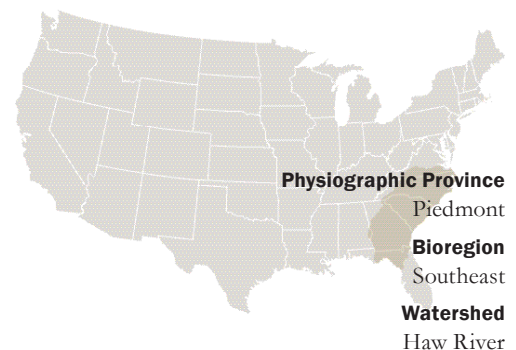 Physiographic Province
Piedmont
Bioregion
Southeast
Watershed
Haw River